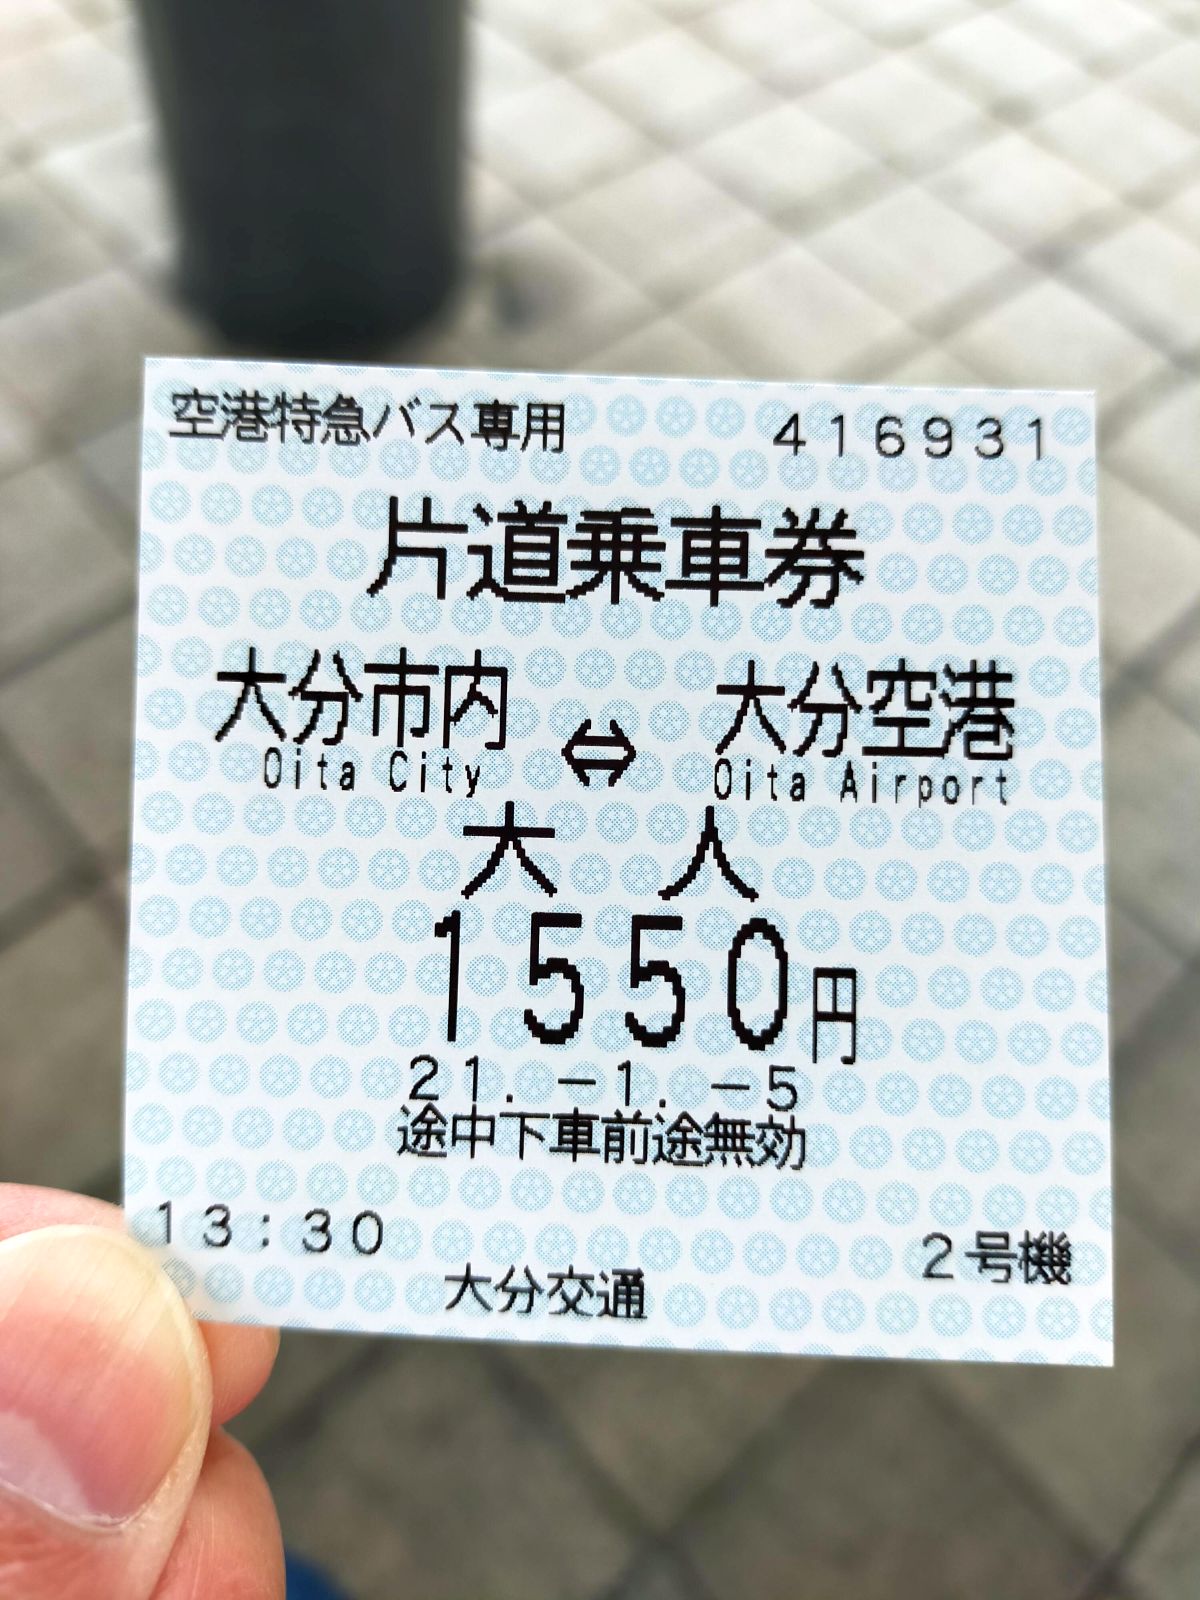 空港特急バス専用 416931
片道乗車券
大分市内 ⇔ 大分空港
Oita City Oita Airport
大人
1550円
21.-1.-5
途中下車前途無効
13:30 2号機
大分交通